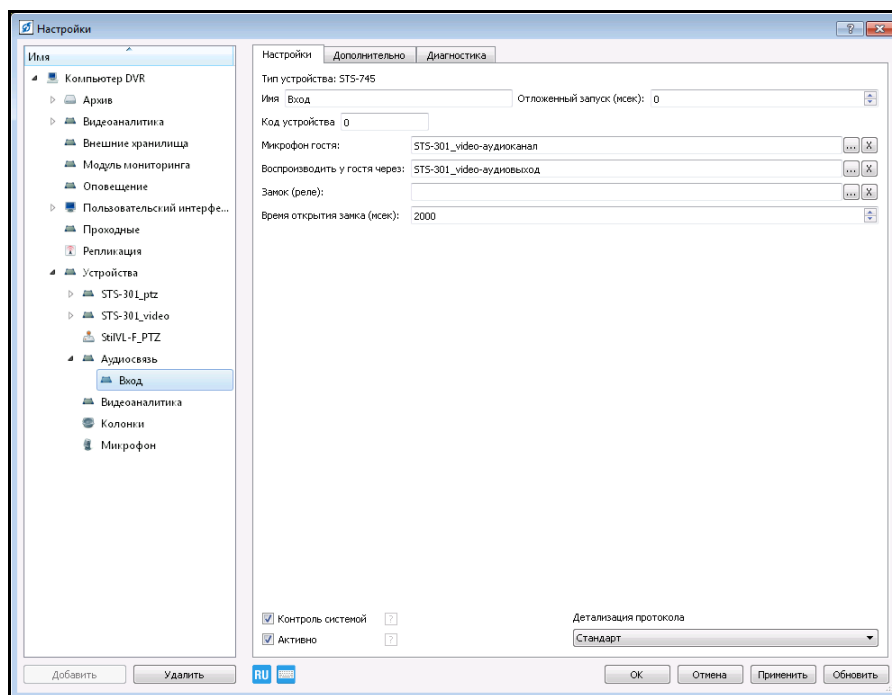 Настройки
Имя
Компьютер DVR
Архив
Видеоаналитика
Внешние хранилища
Модуль мониторинга
Оповещение
Пользовательский интерфе...
Проходные
Репликация
Устройства
STS-301_ptz
STS-301_video
StilVL-F_PTZ
Аудиосвязь
Вход
Видеоаналитика
Колонки
Микрофон
Добавить Удалить
Настройки Дополнительно Диагностика
Тип устройства: STS-745
Имя Вход Отложенный запуск (мсек): 0
Код устройства 0
Микрофон гостя: STS-301_video-аудиоканал ... X
Воспроизводить у гостя через: STS-301_video-аудиовыход ... X
Замок (реле): ... X
Время открытия замка (мсек): 2000
Контроль системой ? Детализация протокола
Активно ? Стандарт
RU OK Отмена Применить Обновить